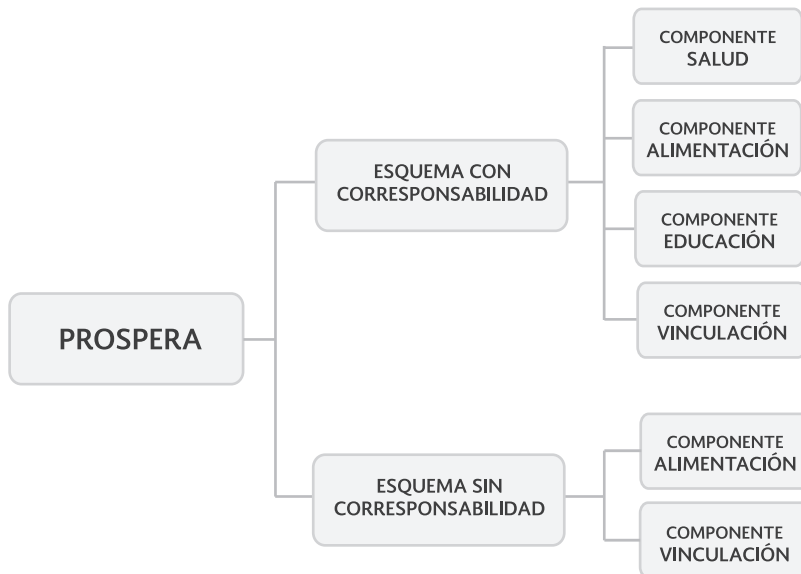 PROSPERA
ESQUEMA CON
CORRESPONSABILIDAD
COMPONENTE
SALUD
COMPONENTE
ALIMENTACIÓN
COMPONENTE
EDUCACIÓN
COMPONENTE
VINCULACIÓN
ESQUEMA SIN
CORRESPONSABILIDAD
COMPONENTE
ALIMENTACIÓN
COMPONENTE
VINCULACIÓN